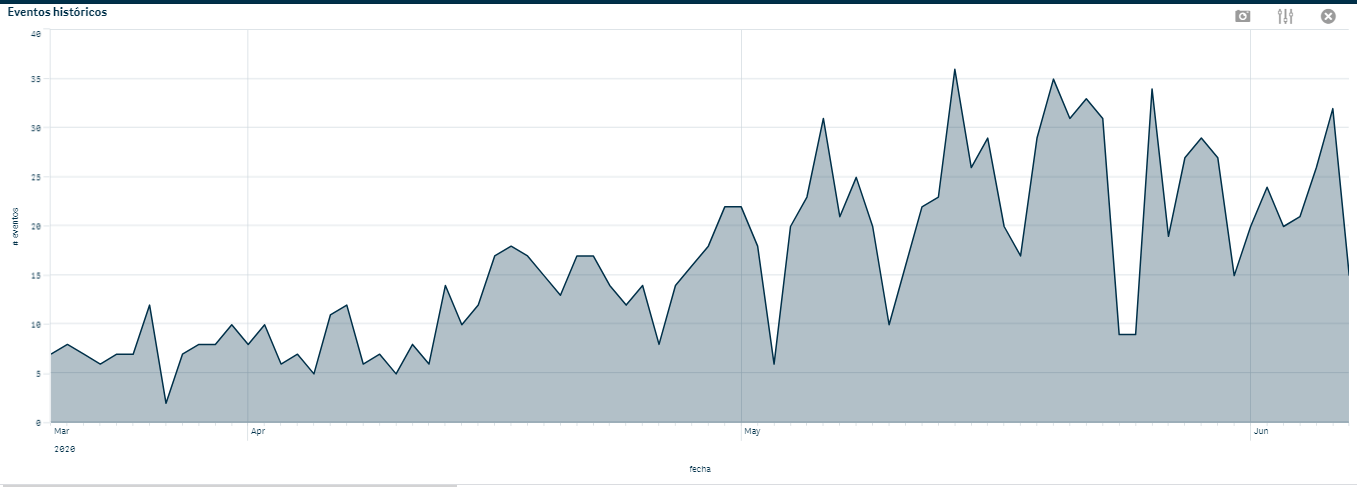 Eventos históricos
40
35
30
25
20
15
10
5
0
# eventos
Mar
Apr
May
Jun
2020
fecha